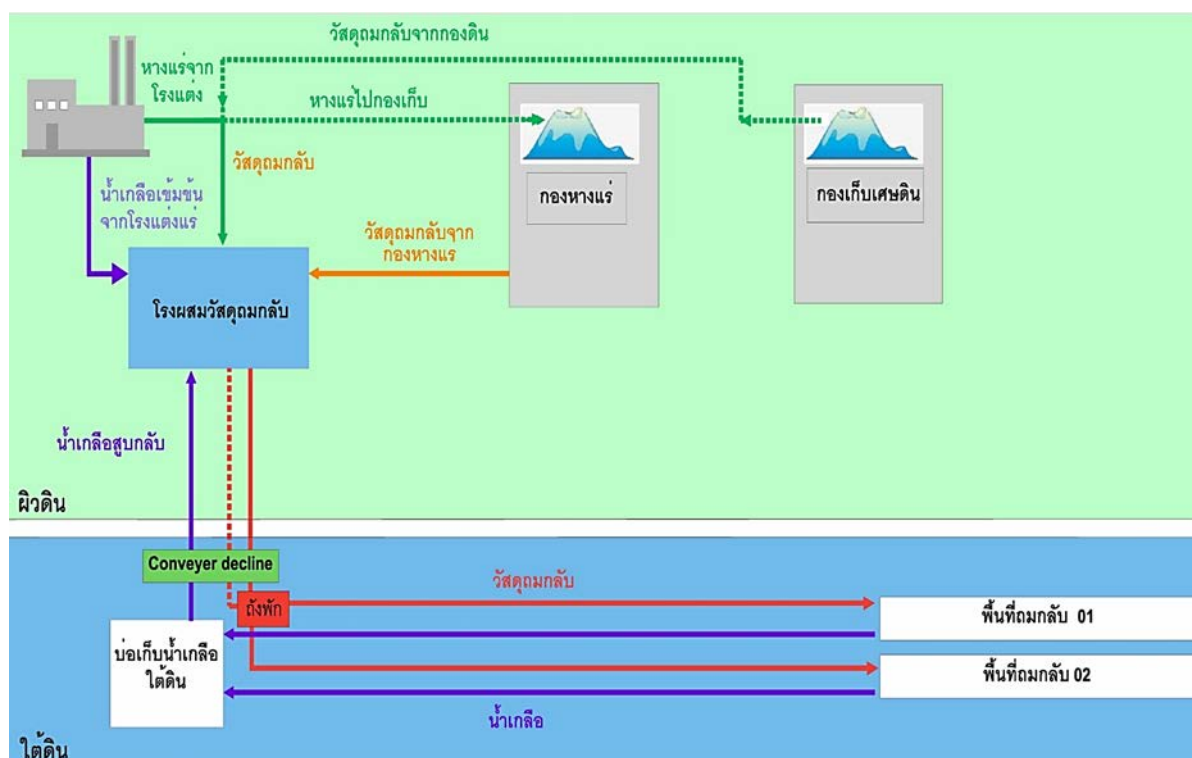 วัสดุถมกลับจากกองดิน
หางแร่จาก
โรงแต่ง
หางแร่ไปกองเก็บ
วัสดุถมกลับ
กองหางแร่
กองเก็บเศษดิน
น้ำเกลือเข้มข้น
จากโรงแต่งแร่
วัสดุถมกลับจาก
กองหางแร
โรงผสมวัสดุถมกลับ
น้ำเกลือสูบกลับ
ผิวดิน
Conveyer decline
วัสดุถมกลับ
ถังพัก
พื้นที่ถมกลับ 01
บ่อเก็บน้ำเกลือ
ใต้ดิน
พื้นที่ถมกลับ 02
น้ำเกลือ
ใต้ดิน